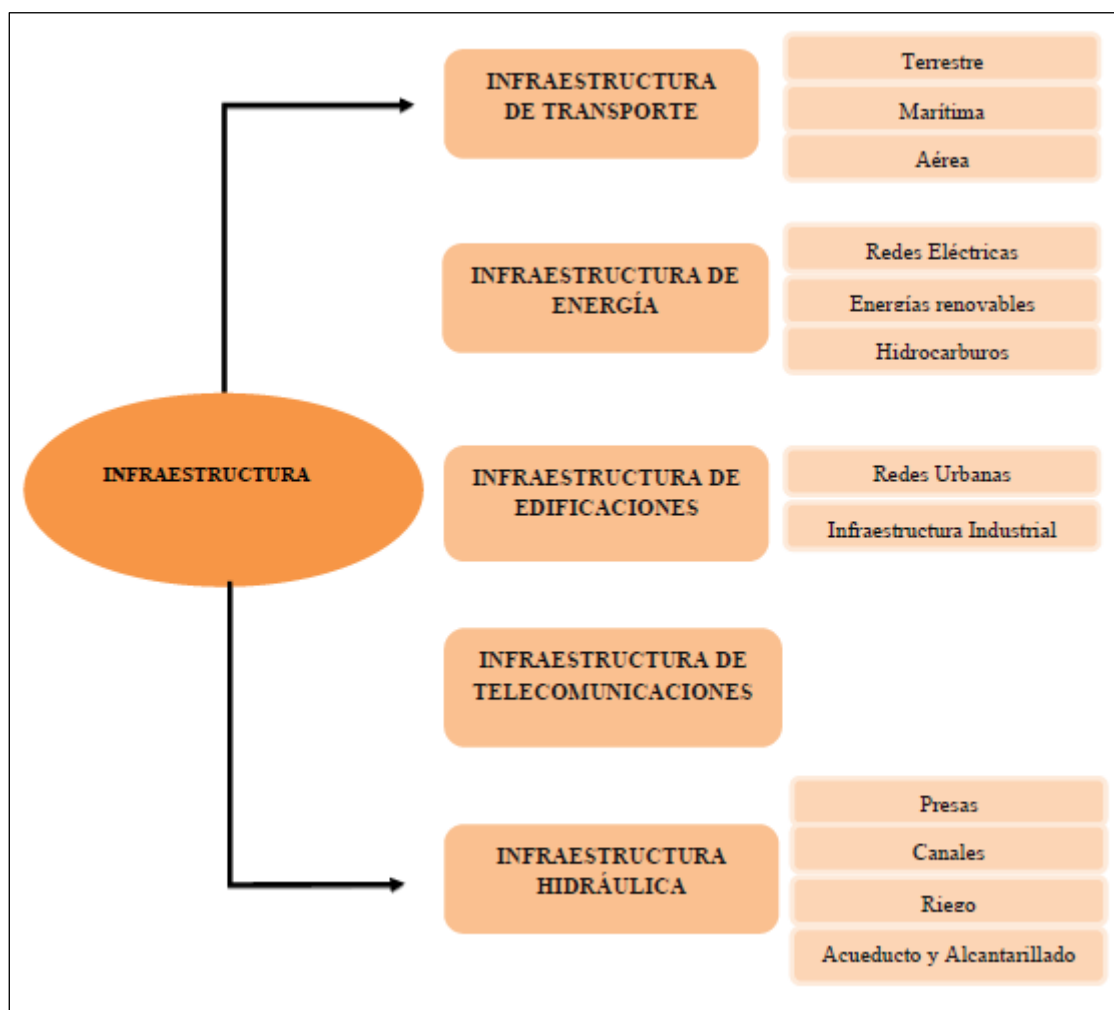 INFRAESTRUCTURA
INFRAESTRUCTURA
DE TRANSPORTE
Terrestre
Marítima
Aérea
INFRAESTRUCTURA DE
ENERGÍA
Redes Eléctricas
Energías renovables
Hidrocarburos
INFRAESTRUCTURA DE
EDIFICACIONES
Redes Urbanas
Infraestructura Industrial
INFRAESTRUCTURA DE
TELECOMUNICACIONES
INFRAESTRUCTURA
HIDRÁULICA
Presas
Canales
Riego
Acueducto y Alcantarillado